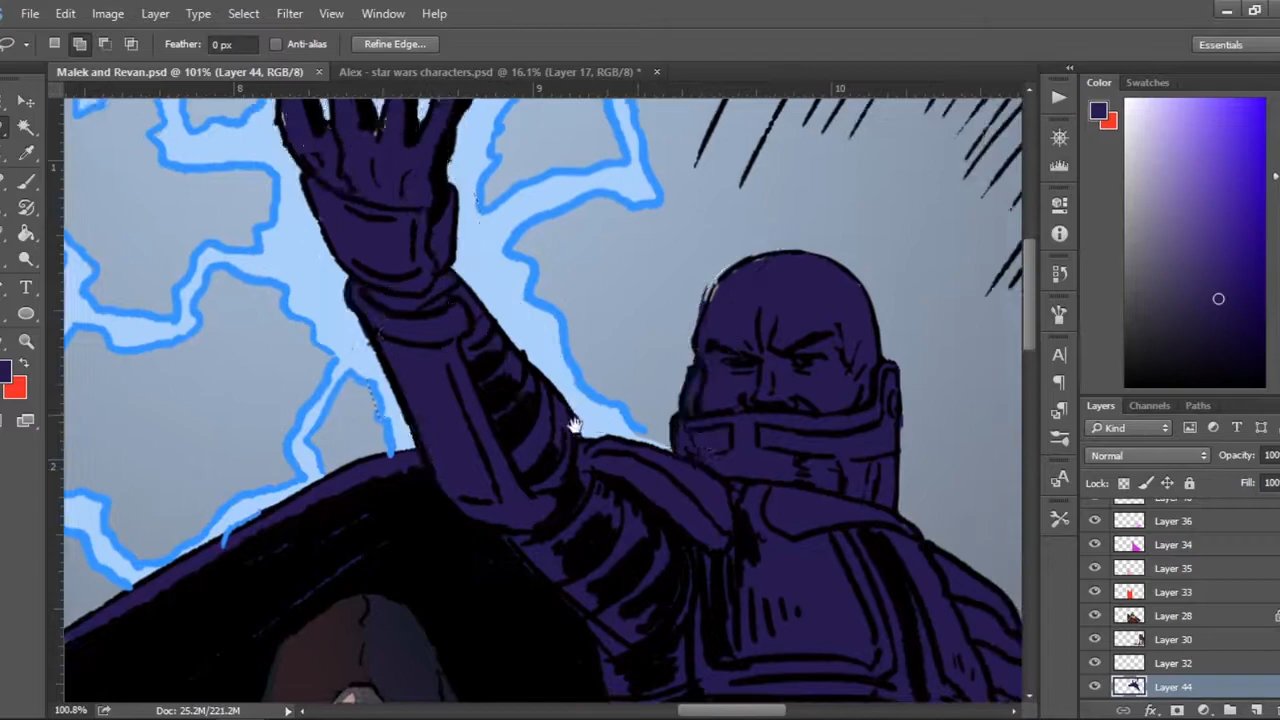 File Edit Image Layer Type Select Filter View Window Help
Feather: 0 px Anti-alias Refine Edge... Essentials
Malek and Revan.psd @ 101% (Layer 44, RGB/8) × Alex - star wars characters.psd @ 16.1% (Layer 17, RGB/8) * ×
Color Swatches
8 9 10
1
2
Layers Channels Paths
Kind
Normal Opacity: 100
Lock: Fill: 100
Layer 36
Layer 34
Layer 35
Layer 33
Layer 28
Layer 30
Layer 32
Layer 44
100.8% Doc: 25.2M/221.2M